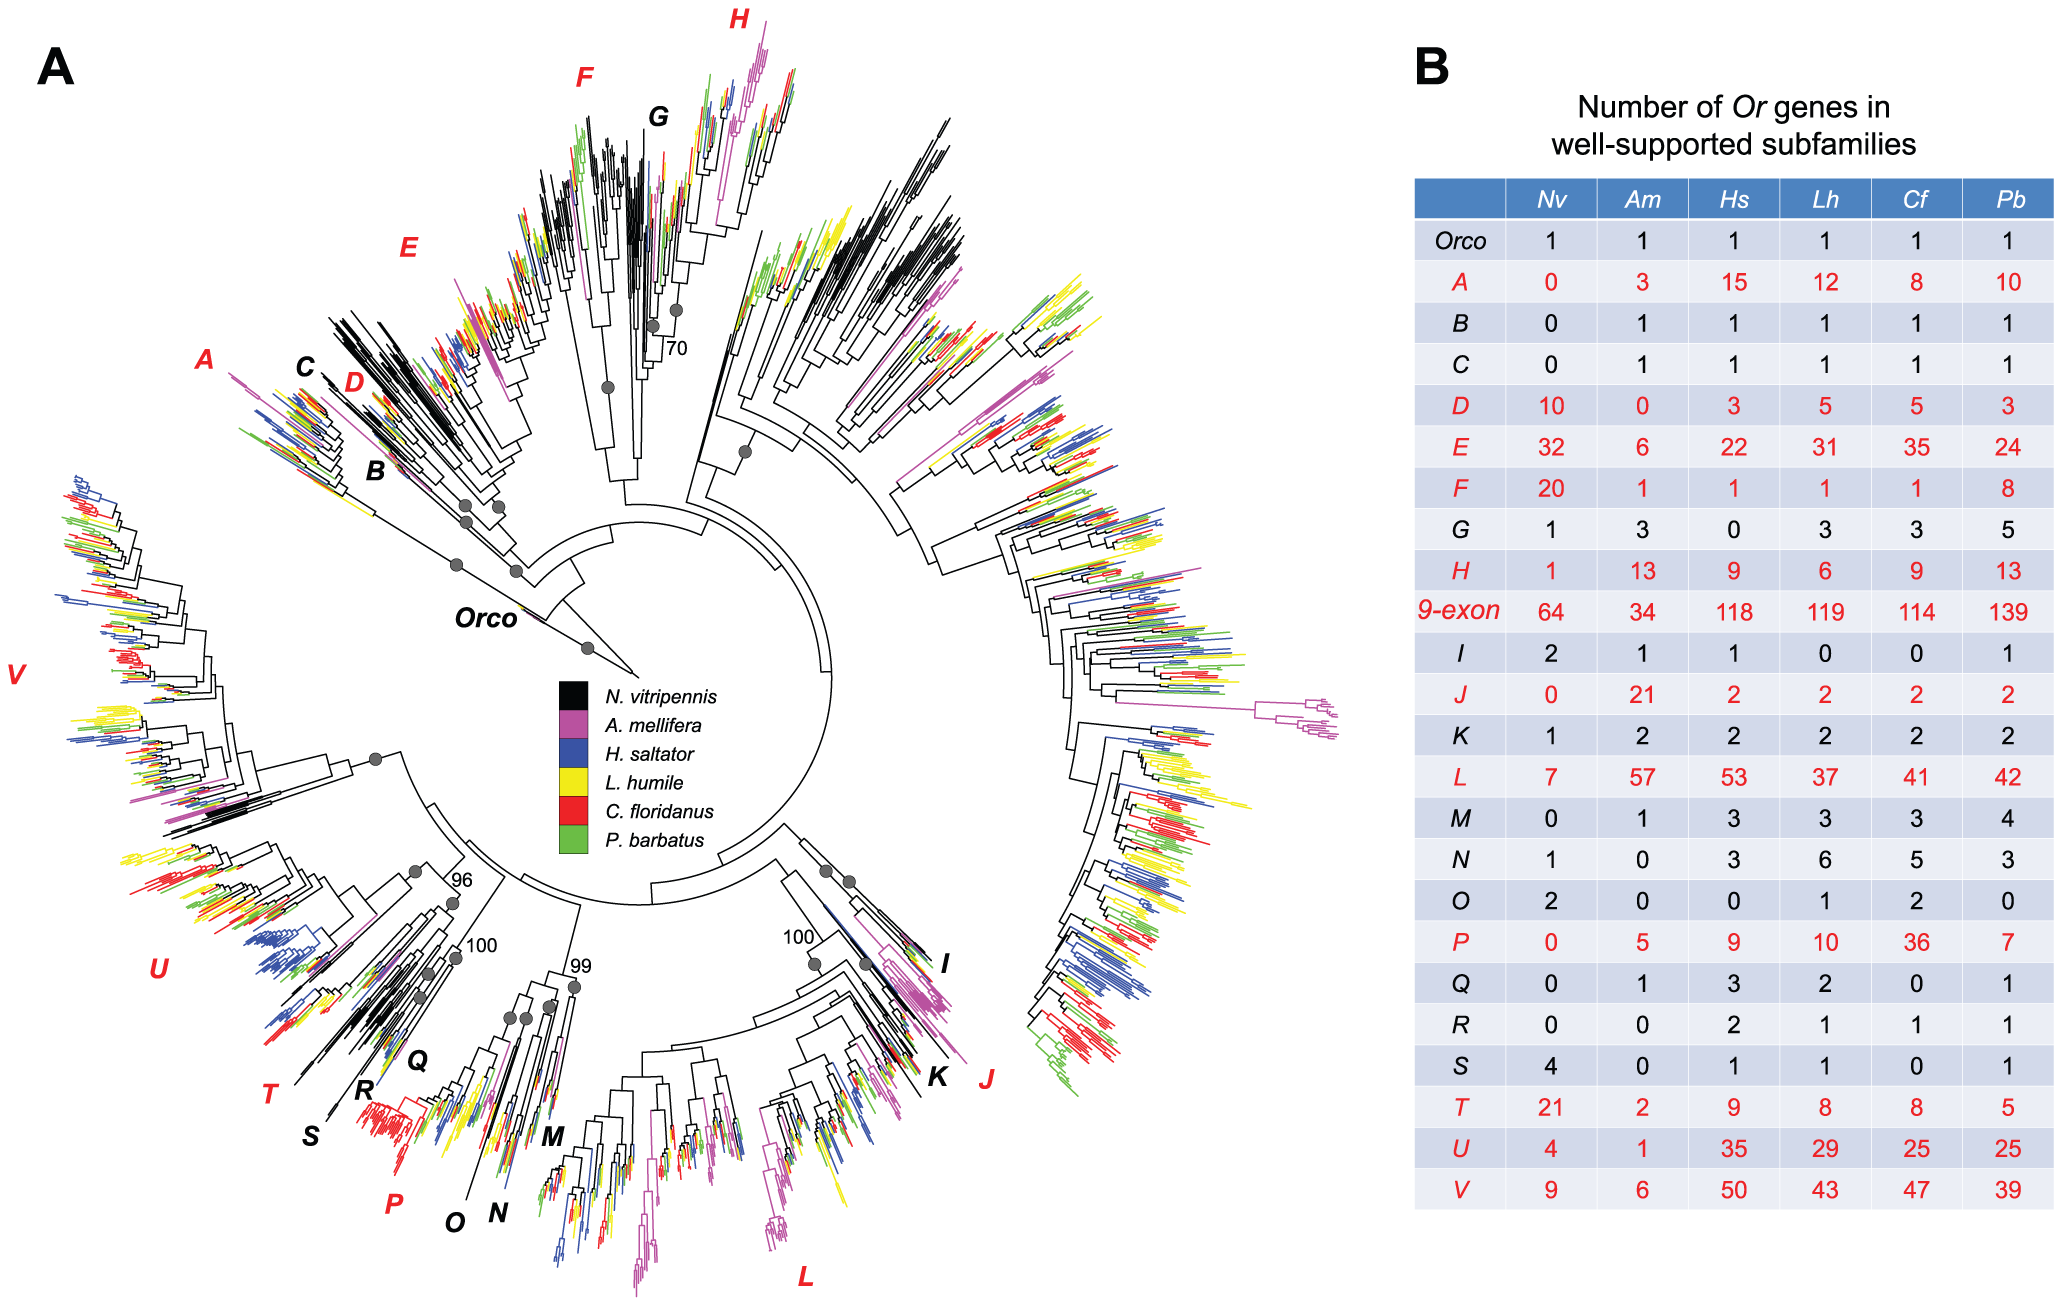 A
H
F
G
E
70
A
C
D
B
Orco
V
N. vitripennis
A. mellifera
H. saltator
L. humile
C. floridanus
P. barbatus
96
100
99
100
U
I
T
R
Q
K
J
S
M
P
O
N
L
B
Number of Or genes in
well-supported subfamilies
Nv Am Hs Lh Cf Pb
Orco 1 1 1 1 1 1
A 0 3 15 12 8 10
B 0 1 1 1 1 1
C 0 1 1 1 1 1
D 10 0 3 5 5 3
E 32 6 22 31 35 24
F 20 1 1 1 1 8
G 1 3 0 3 3 5
H 1 13 9 6 9 13
9-exon 64 34 118 119 114 139
I 2 1 1 0 0 1
J 0 21 2 2 2 2
K 1 2 2 2 2 2
L 7 57 53 37 41 42
M 0 1 3 3 3 4
N 1 0 3 6 5 3
O 2 0 0 1 2 0
P 0 5 9 10 36 7
Q 0 1 3 2 0 1
R 0 0 2 1 1 1
S 4 0 1 1 0 1
T 21 2 9 8 8 5
U 4 1 35 29 25 25
V 9 6 50 43 47 39